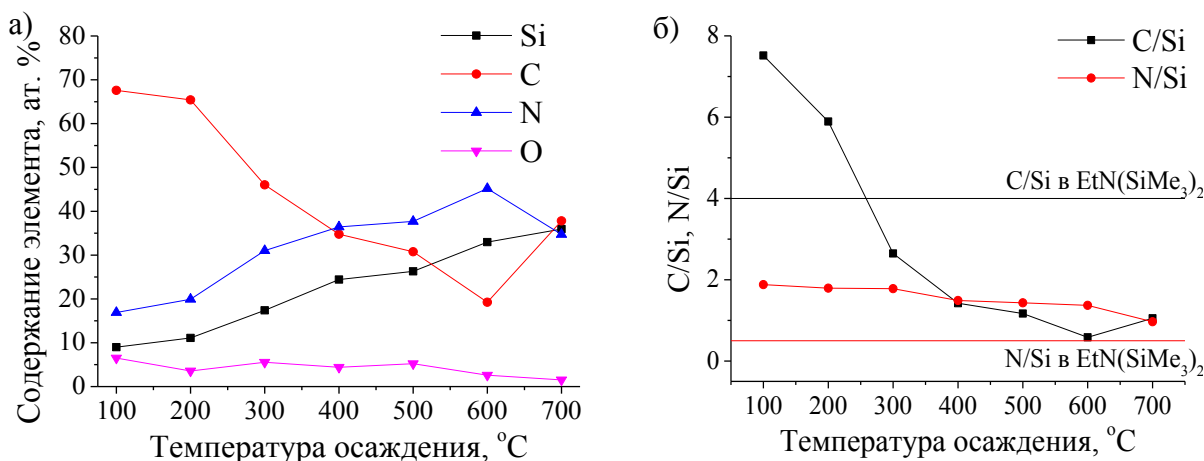 а)
Содержание элемента, ат. %
80
70
60
50
40
30
20
10
0
Si
C
N
O
100 200 300 400 500 600 700
Температура осаждения, °C
б)
C/Si, N/Si
8
6
4
2
0
C/Si
N/Si
C/Si в EtN(SiMe₃)₂
N/Si в EtN(SiMe₃)₂
100 200 300 400 500 600 700
Температура осаждения, °C